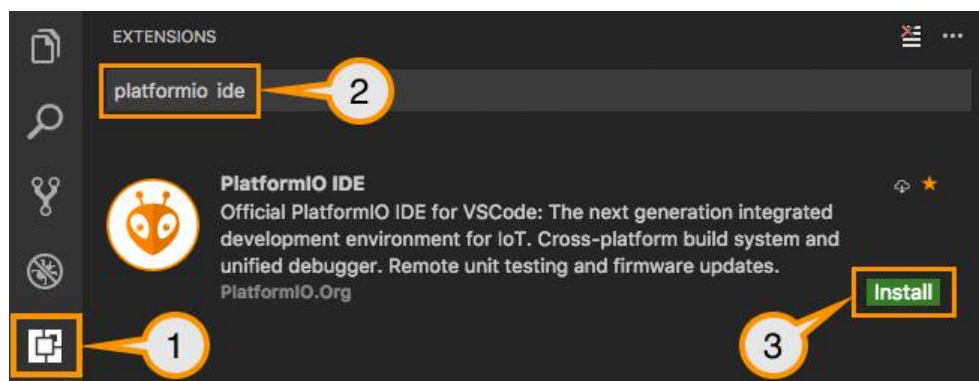 EXTENSIONS
platformio ide
2
PlatformIO IDE
Official PlatformIO IDE for VSCode: The next generation integrated
development environment for IoT. Cross-platform build system and
unified debugger. Remote unit testing and firmware updates.
PlatformIO.Org
Install
1
3